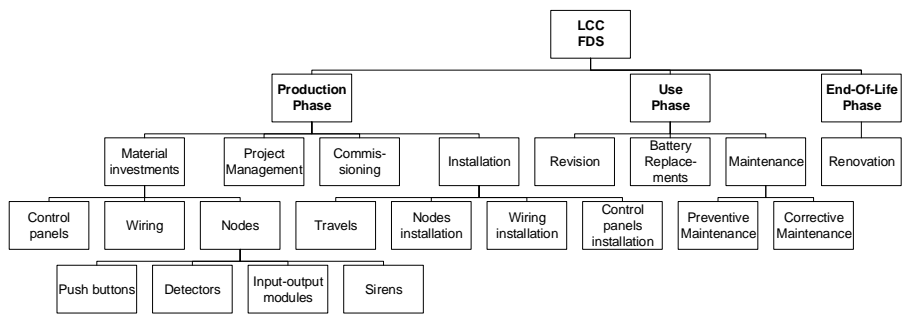 LCC
FDS
Production
Phase
Use
Phase
End-Of-Life
Phase
Material
investments
Project
Management
Commis-
sioning
Installation
Revision
Battery
Replace-
ments
Maintenance
Renovation
Control
panels
Wiring
Nodes
Travels
Nodes
installation
Wiring
installation
Control
panels
installation
Preventive
Maintenance
Corrective
Maintenance
Push buttons
Detectors
Input-output
modules
Sirens